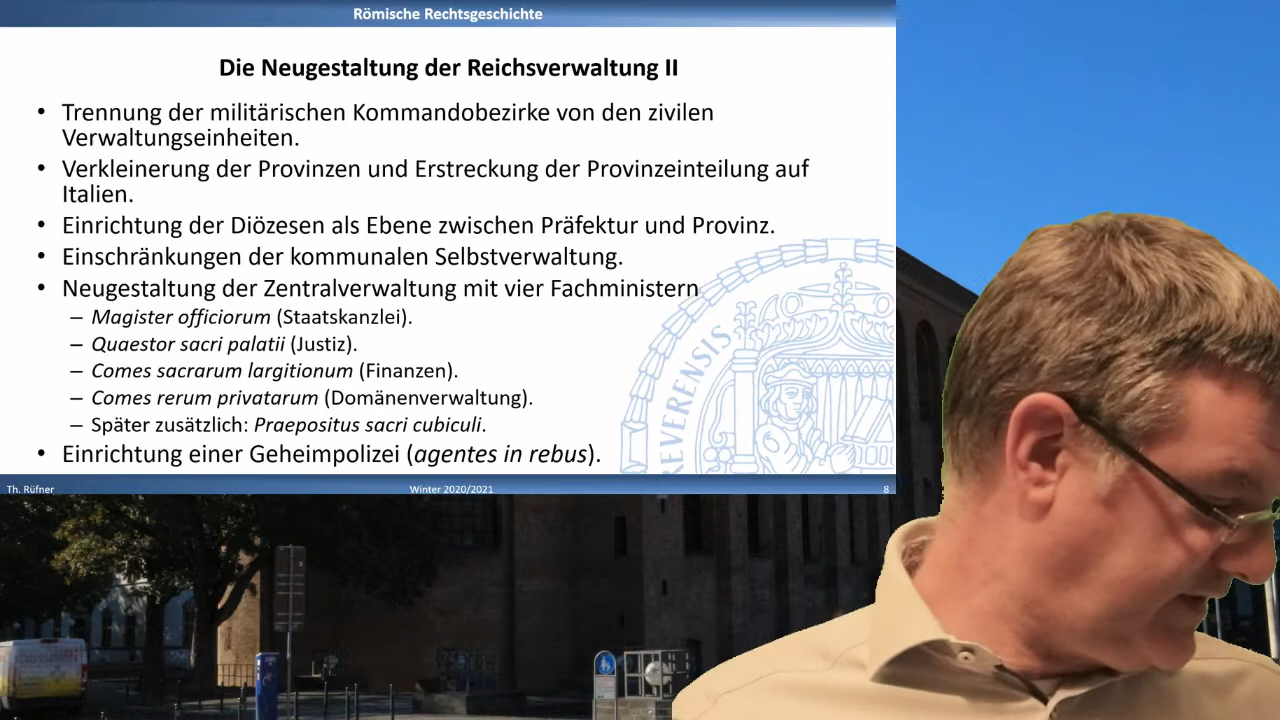 Römische Rechtsgeschichte
Die Neugestaltung der Reichsverwaltung II
• Trennung der militärischen Kommandobezirke von den zivilen
Verwaltungseinheiten.
• Verkleinerung der Provinzen und Erstreckung der Provinzeinteilung auf
Italien.
• Einrichtung der Diözesen als Ebene zwischen Präfektur und Provinz.
• Einschränkungen der kommunalen Selbstverwaltung.
• Neugestaltung der Zentralverwaltung mit vier Fachministern
– Magister officiorum (Staatskanzlei).
– Quaestor sacri palatii (Justiz).
– Comes sacrarum largitionum (Finanzen).
– Comes rerum privatarum (Domänenverwaltung).
– Später zusätzlich: Praepositus sacri cubiculi.
• Einrichtung einer Geheimpolizei (agentes in rebus).
EVERENSIS
Th. Rüfner
Winter 2020/2021
8